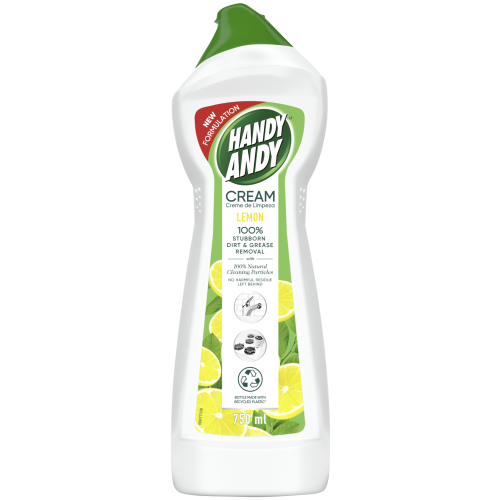 NEW
FORMULATION
HANDY
ANDY
CREAM
Creme de Limpeza
LEMON
100%
STUBBORN
DIRT & GREASE
REMOVAL
with
100% Natural
Cleaning Particles
NO HARMFUL RESIDUE
LEFT BEHIND
BOTTLE MADE WITH
RECYCLED PLASTIC*
750 ml